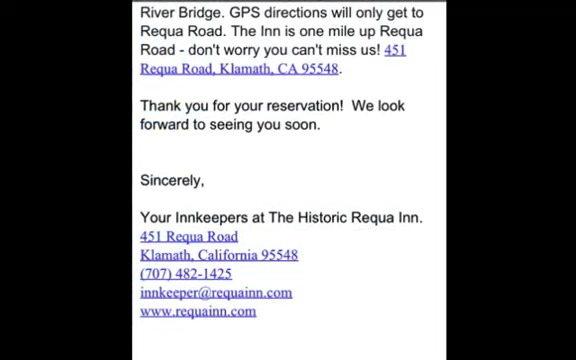 River Bridge. GPS directions will only get to
Requa Road. The Inn is one mile up Requa
Road - don't worry you can't miss us! 451
Requa Road, Klamath, CA 95548.
Thank you for your reservation!  We look
forward to seeing you soon.
Sincerely,
Your Innkeepers at The Historic Requa Inn.
451 Requa Road
Klamath, California 95548
(707) 482-1425
innkeeper@requainn.com
www.requainn.com